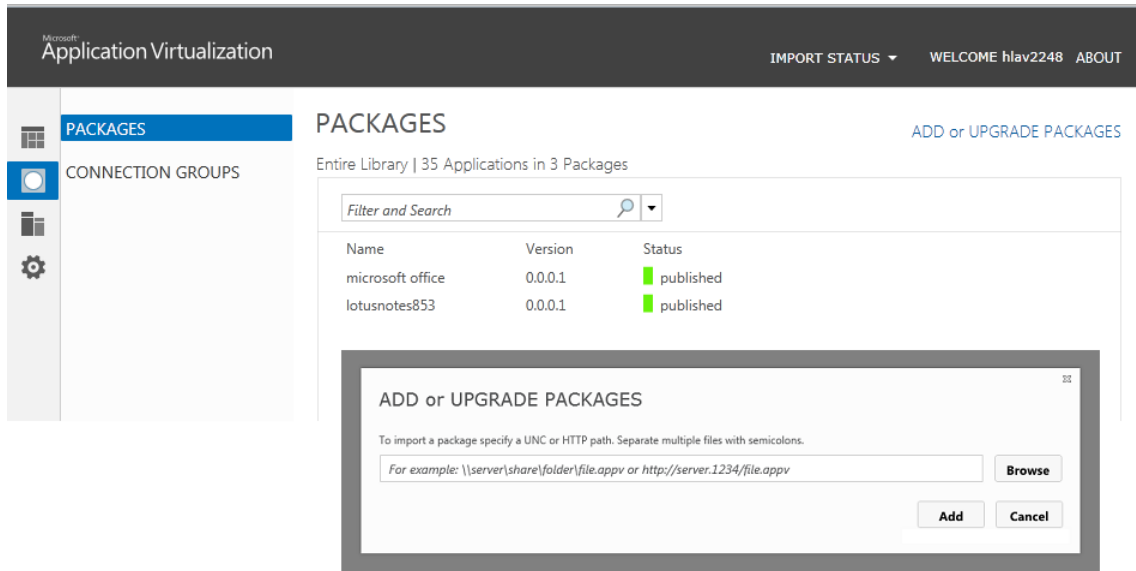 Microsoft®
Application Virtualization
IMPORT STATUS WELCOME hlav2248 ABOUT
PACKAGES
CONNECTION GROUPS
PACKAGES
ADD or UPGRADE PACKAGES
Entire Library | 35 Applications in 3 Packages
Filter and Search
Name Version Status
microsoft office 0.0.0.1 published
lotusnotes853 0.0.0.1 published
ADD or UPGRADE PACKAGES
To import a package specify a UNC or HTTP path. Separate multiple files with semicolons.
For example: \\server\share\folder\file.appv or http://server.1234/file.appv
Browse
Add Cancel